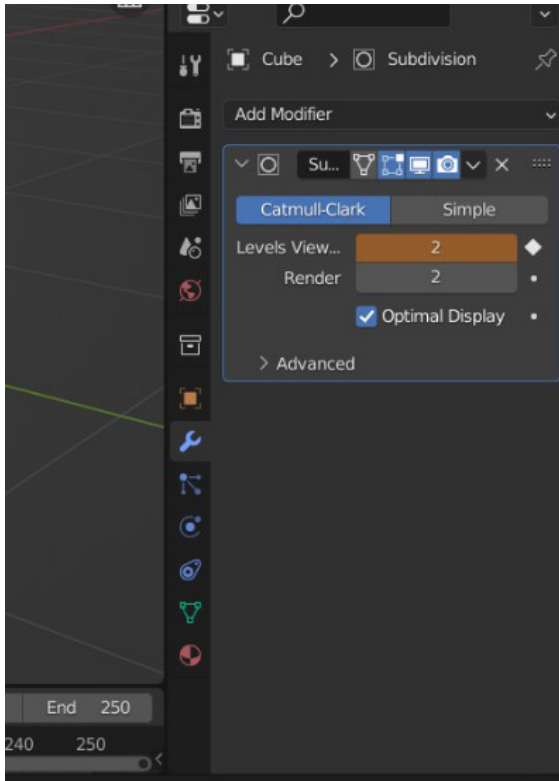 Cube > Subdivision
Add Modifier
Su...
Catmull-Clark Simple
Levels View... 2
Render 2
Optimal Display
> Advanced
End 250
240 250